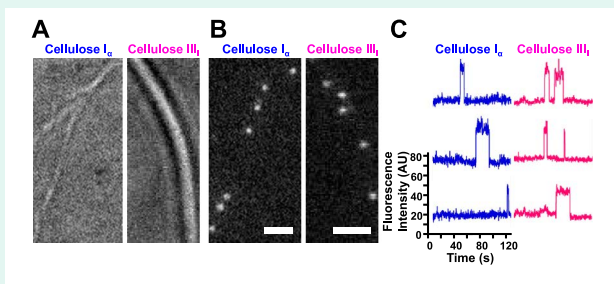 A
B
C
Cellulose Iα
Cellulose IIII
Cellulose Iα
Cellulose IIII
Cellulose Iα
Cellulose IIII
Fluorescence
Intensity (AU)
80
60
40
20
0
0 40 80 120
Time (s)